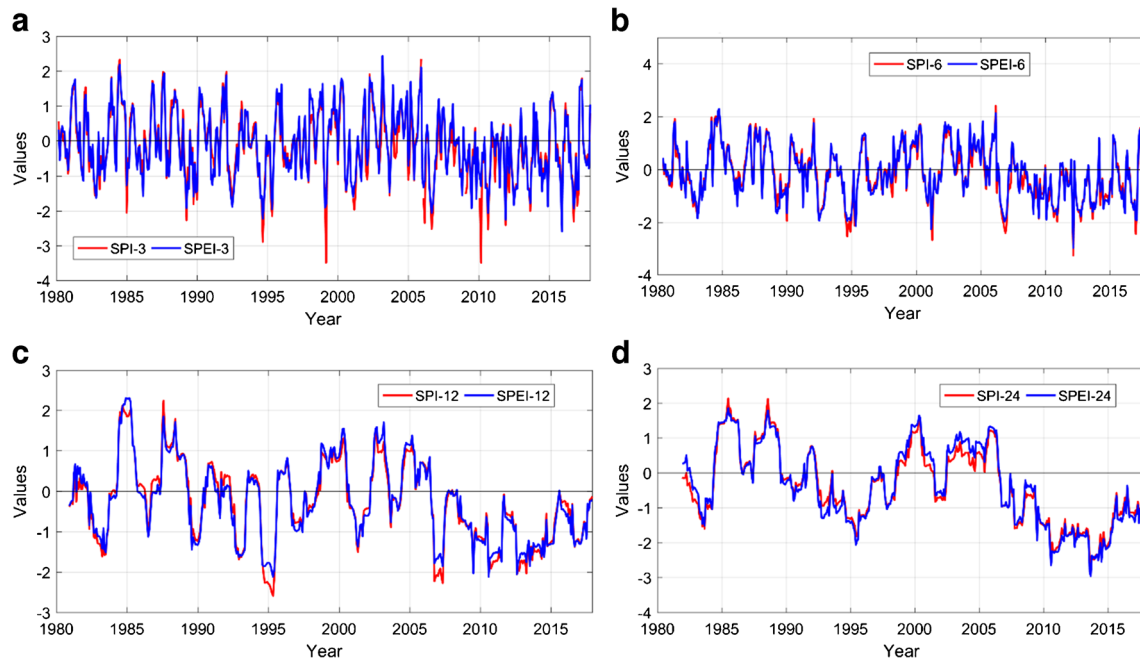 a
3
2
1
0
-1
-2
-3
-4
Values
SPI-3 SPEI-3
1980 1985 1990 1995 2000 2005 2010 2015
Year
b
4
2
0
-2
-4
Values
SPI-6 SPEI-6
1980 1985 1990 1995 2000 2005 2010 2015
Year
c
3
2
1
0
-1
-2
-3
Values
SPI-12 SPEI-12
1980 1985 1990 1995 2000 2005 2010 2015
Year
d
3
2
1
0
-1
-2
-3
-4
Values
SPI-24 SPEI-24
1980 1985 1990 1995 2000 2005 2010 2015
Year